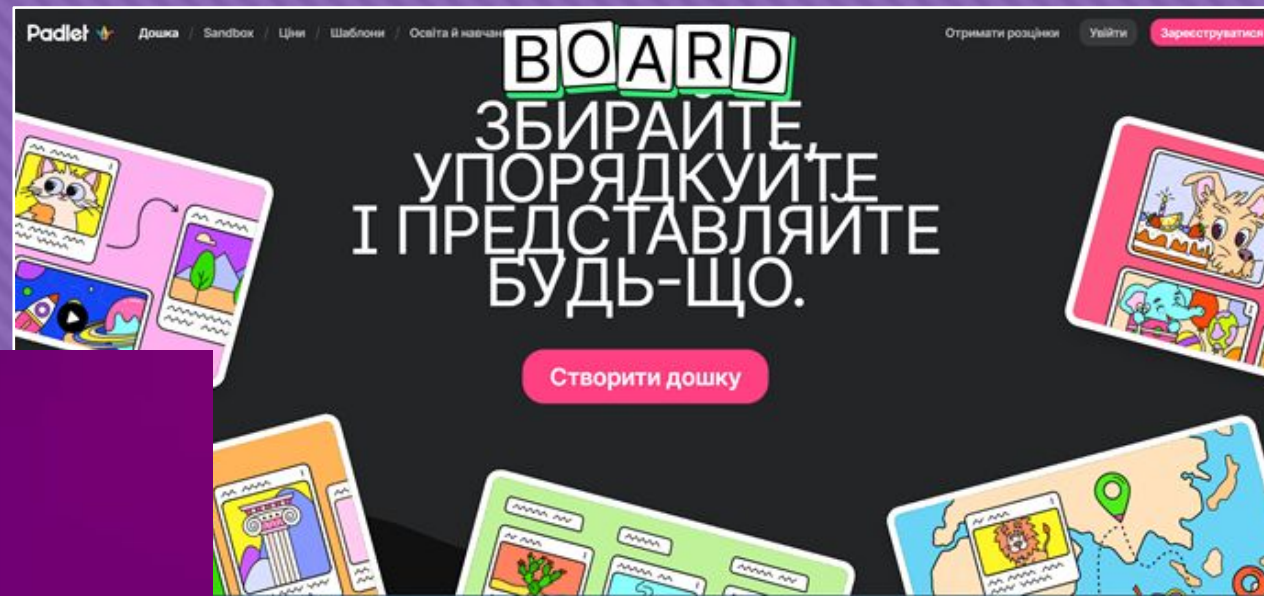 Padlet
Дошка / Sandbox / Ціни / Шаблони / Освіта й навчан
Отримати розцінки Увійти Зареєструватися
BOARD
ЗБИРАЙТЕ,
УПОРЯДКУЙТЕ
І ПРЕДСТАВЛЯЙТЕ
БУДЬ-ЩО.
Створити дошку